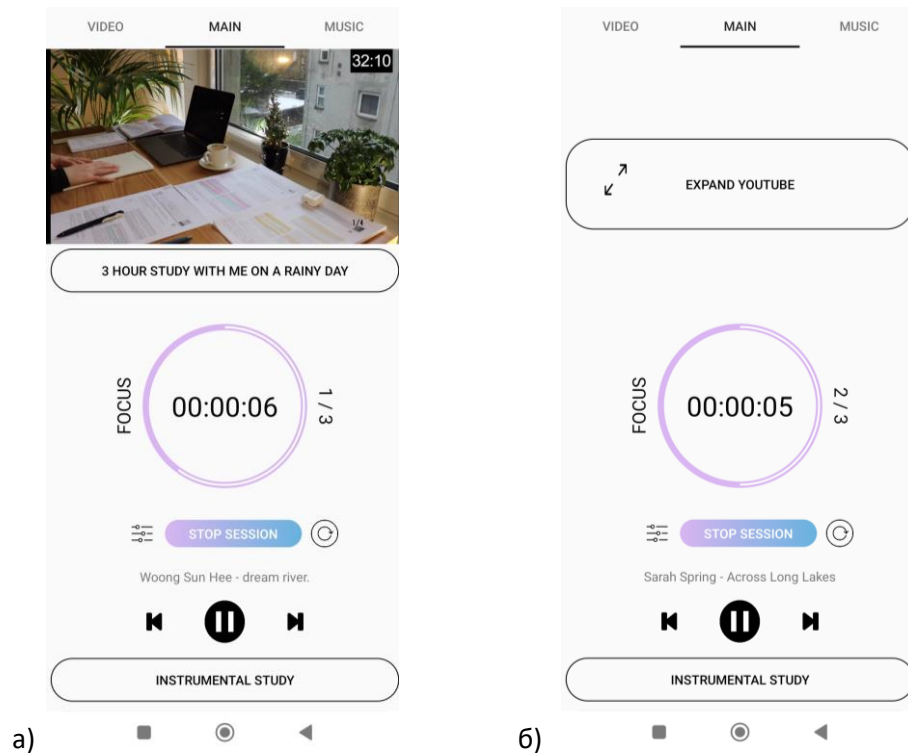 VIDEO MAIN MUSIC
32:10
3 HOUR STUDY WITH ME ON A RAINY DAY
FOCUS
00:00:06
1 / 3
STOP SESSION
Woong Sun Hee - dream river.
INSTRUMENTAL STUDY
а)
VIDEO MAIN MUSIC
EXPAND YOUTUBE
FOCUS
00:00:05
2 / 3
STOP SESSION
Sarah Spring - Across Long Lakes
INSTRUMENTAL STUDY
б)